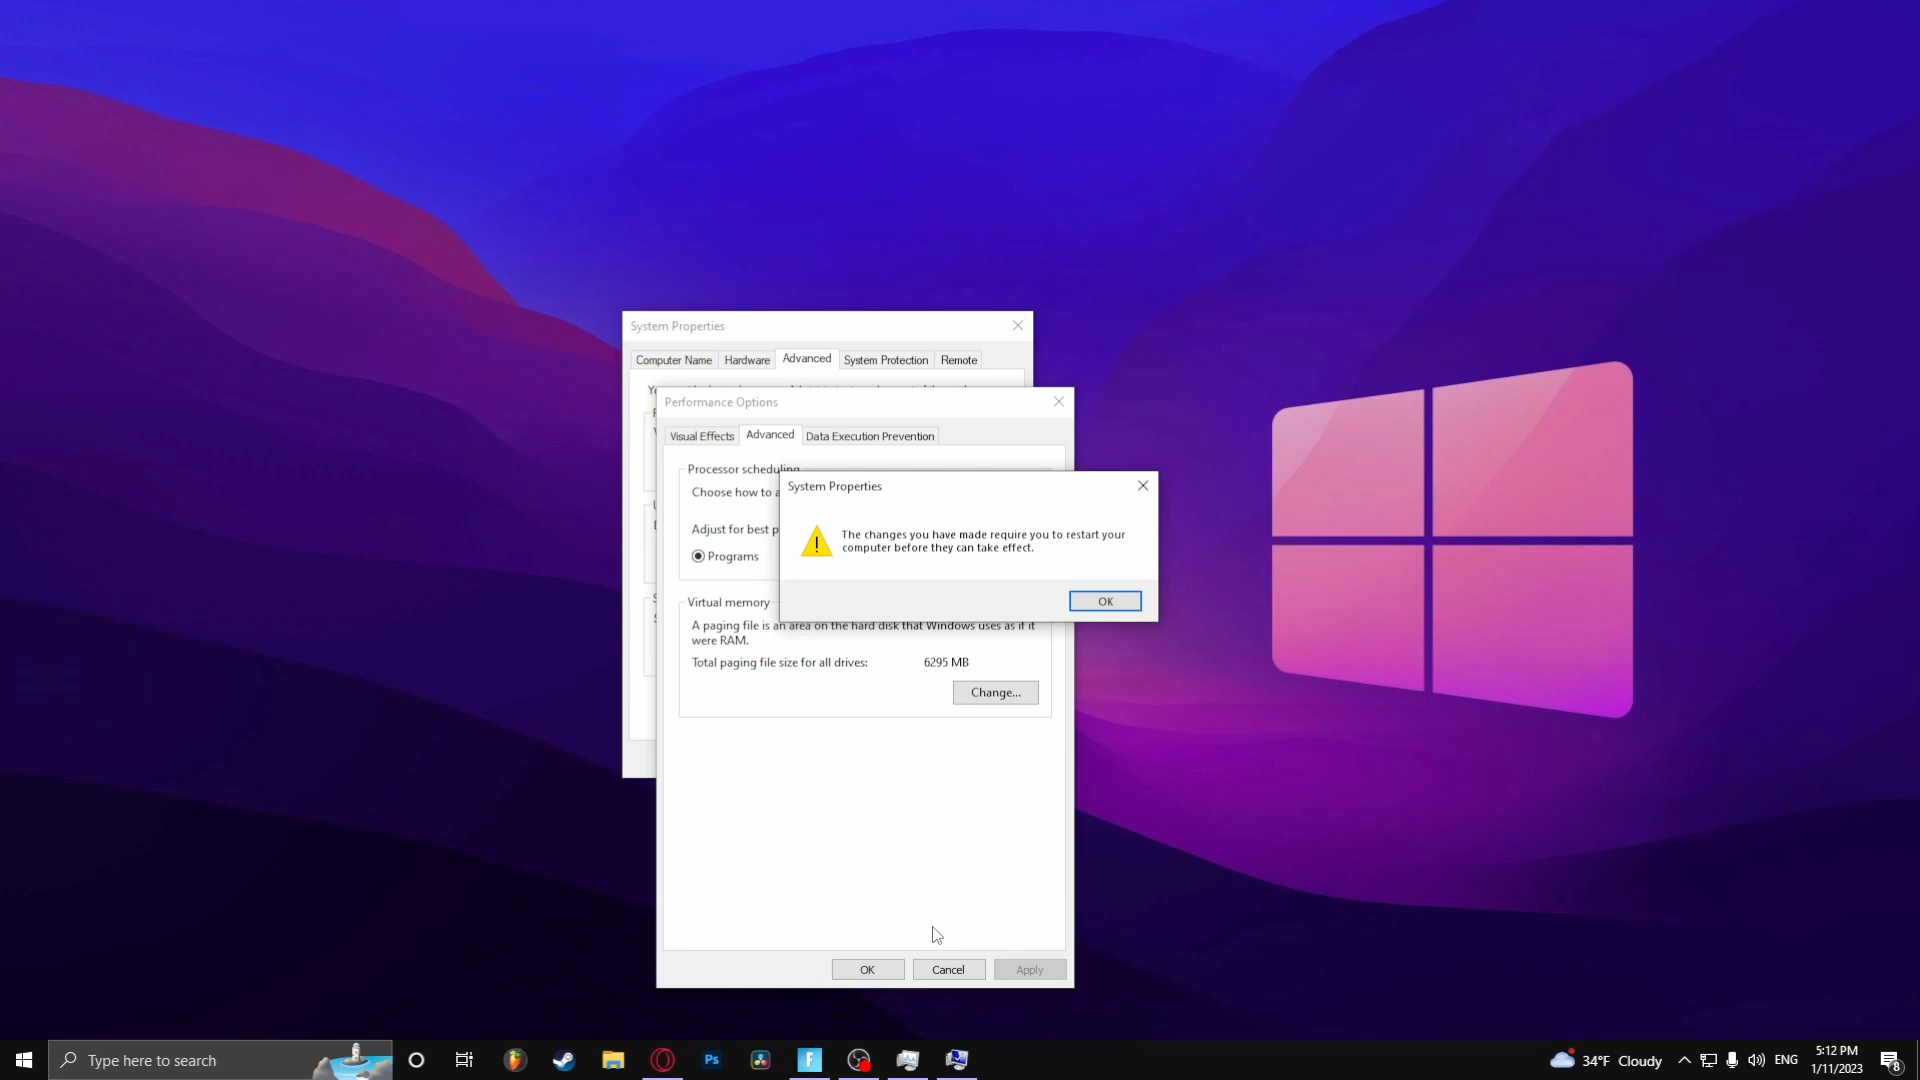 System Properties
Computer Name Hardware Advanced System Protection Remote
Performance Options
Visual Effects Advanced Data Execution Prevention
Processor scheduling
Choose how to a
Adjust for best p
Programs
System Properties
The changes you have made require you to restart your
computer before they can take effect.
OK
Virtual memory
A paging file is an area on the hard disk that Windows uses as if it
were RAM.
Total paging file size for all drives: 6295 MB
Change...
OK Cancel Apply
Type here to search
Ps
F
34°F Cloudy
ENG
5:12 PM
1/11/2023
8